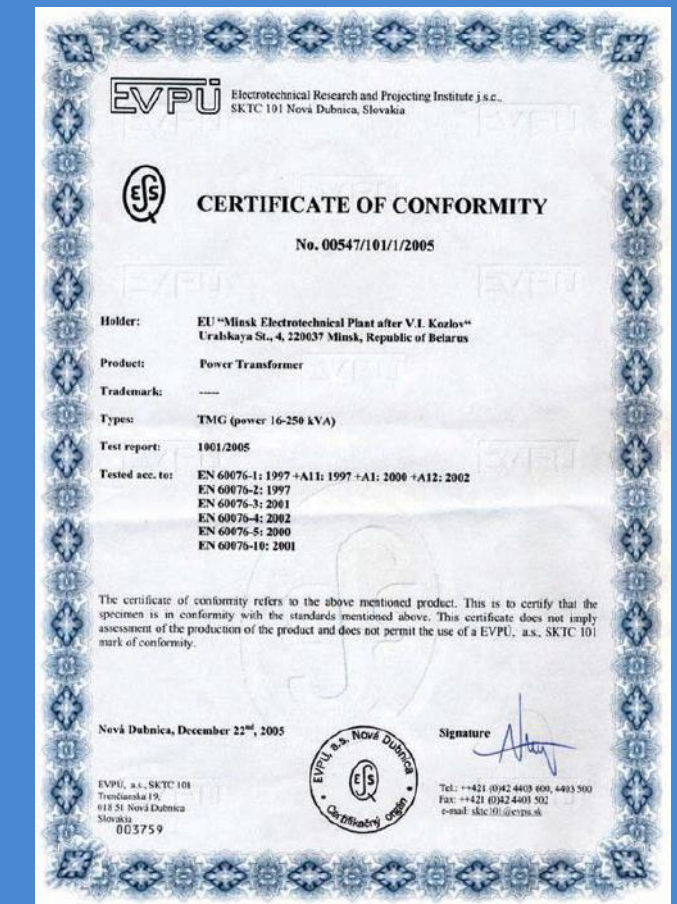 EVPÚ
Electrotechnical Research and Projecting Institute j.s.c.,
SKTC 101 Nová Dubnica, Slovakia
CERTIFICATE OF CONFORMITY
No. 00547/101/1/2005
Holder: EU “Minsk Electrotechnical Plant after V.I. Kozlov“
Uralskaya St., 4, 220037 Minsk, Republic of Belarus
Product: Power Transformer
Trademark: -----
Types: TMG (power 16-250 kVA)
Test report: 1001/2005
Tested acc. to: EN 60076-1: 1997 +A11: 1997 +A1: 2000 +A12: 2002
EN 60076-2: 1997
EN 60076-3: 2001
EN 60076-4: 2002
EN 60076-5: 2000
EN 60076-10: 2001
The certificate of conformity refers to the above mentioned product. This is to certify that the
specimen is in conformity with the standards mentioned above. This certificate does not imply
assessment of the production of the product and does not permit the use of a EVPÚ, a.s., SKTC 101
mark of conformity.
Nová Dubnica, December 22nd, 2005
Signature
EVPÚ, a.s. Nová Dubnica
Certifikačný orgán
EVPÚ, a.s., SKTC 101
Trenčianska 19,
018 51 Nová Dubnica
Slovakia
003759
Tel.: ++421 (0)42 4403 600, 4403 500
Fax: ++421 (0)42 4403 502
e-mail: sktc101@evpu.sk